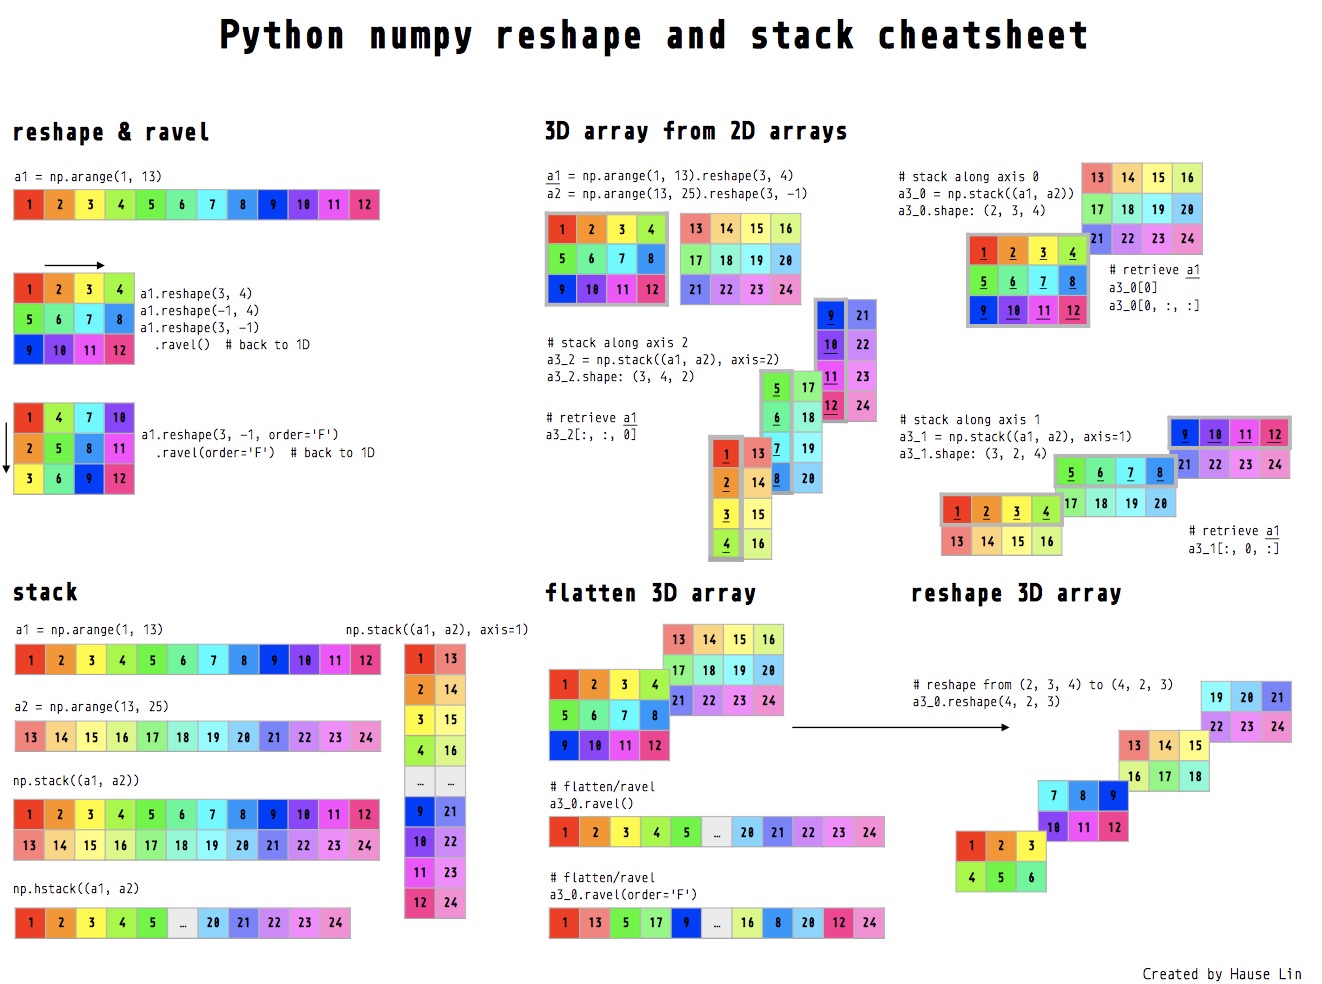 Python numpy reshape and stack cheatsheet
reshape & ravel
a1 = np.arange(1, 13)
1 2 3 4 5 6 7 8 9 10 11 12
1 2 3 4
5 6 7 8
9 10 11 12
a1.reshape(3, 4)
a1.reshape(-1, 4)
a1.reshape(3, -1)
.ravel() # back to 1D
1 4 7 10
2 5 8 11
3 6 9 12
a1.reshape(3, -1, order='F')
.ravel(order='F') # back to 1D
3D array from 2D arrays
a1 = np.arange(1, 13).reshape(3, 4)
a2 = np.arange(13, 25).reshape(3, -1)
1 2 3 4
5 6 7 8
9 10 11 12
13 14 15 16
17 18 19 20
21 22 23 24
# stack along axis 0
a3_0 = np.stack((a1, a2))
a3_0.shape: (2, 3, 4)
13 14 15 16
17 18 19 20
21 22 23 24
1 2 3 4
5 6 7 8
9 10 11 12
# retrieve a1
a3_0[0]
a3_0[0, :, :]
# stack along axis 2
a3_2 = np.stack((a1, a2), axis=2)
a3_2.shape: (3, 4, 2)
# retrieve a1
a3_2[:, :, 0]
9 21
10 22
11 23
12 24
5 17
6 18
7 19
8 20
1 13
2 14
3 15
4 16
# stack along axis 1
a3_1 = np.stack((a1, a2), axis=1)
a3_1.shape: (3, 2, 4)
9 10 11 12
21 22 23 24
5 6 7 8
17 18 19 20
1 2 3 4
13 14 15 16
# retrieve a1
a3_1[:, 0, :]
stack
a1 = np.arange(1, 13)
1 2 3 4 5 6 7 8 9 10 11 12
a2 = np.arange(13, 25)
13 14 15 16 17 18 19 20 21 22 23 24
np.stack((a1, a2))
1 2 3 4 5 6 7 8 9 10 11 12
13 14 15 16 17 18 19 20 21 22 23 24
np.hstack((a1, a2)
1 2 3 4 5 … 20 21 22 23 24
np.stack((a1, a2), axis=1)
1 13
2 14
3 15
4 16
… …
9 21
10 22
11 23
12 24
flatten 3D array
13 14 15 16
17 18 19 20
21 22 23 24
1 2 3 4
5 6 7 8
9 10 11 12
# flatten/ravel
a3_0.ravel()
1 2 3 4 5 … 20 21 22 23 24
# flatten/ravel
a3_0.ravel(order='F')
1 13 5 17 9 … 16 8 20 12 24
reshape 3D array
# reshape from (2, 3, 4) to (4, 2, 3)
a3_0.reshape(4, 2, 3)
19 20 21
22 23 24
13 14 15
16 17 18
7 8 9
10 11 12
1 2 3
4 5 6
Created by Hause Lin